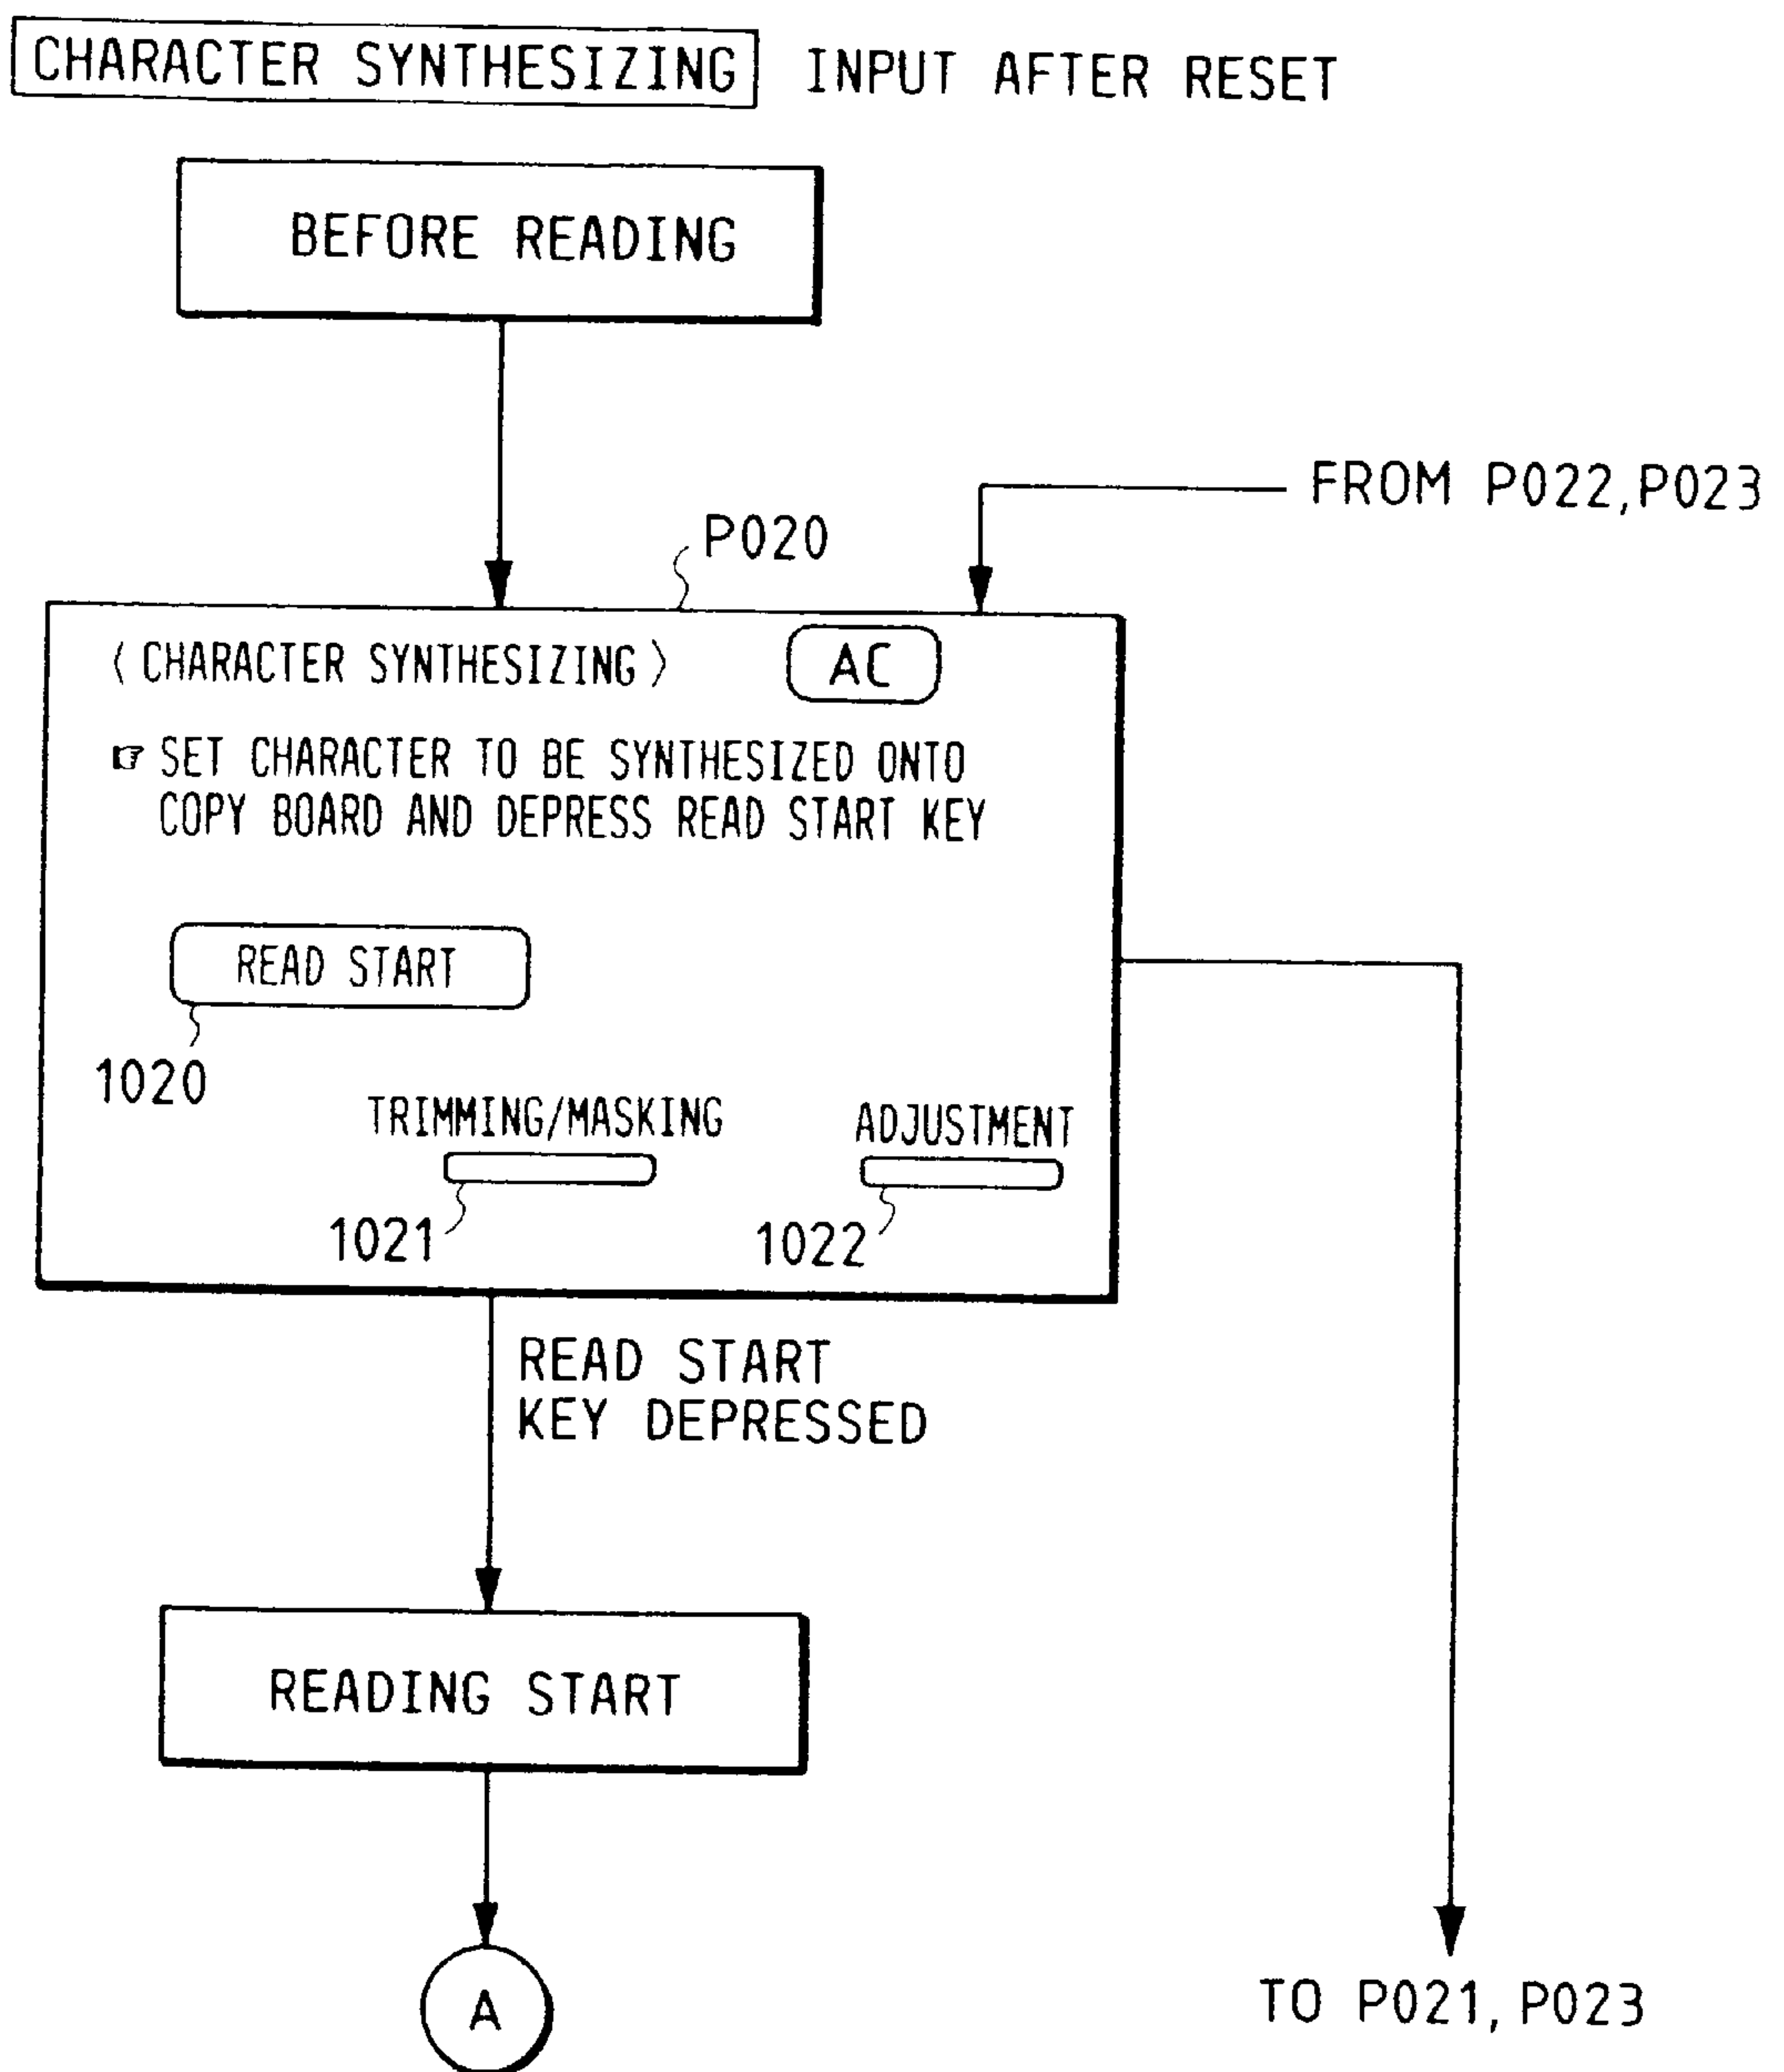 CHARACTER SYNTHESIZING INPUT AFTER RESET
BEFORE READING
FROM P022, P023
P020
〈 CHARACTER SYNTHESIZING 〉 AC
☞ SET CHARACTER TO BE SYNTHESIZED ONTO
COPY BOARD AND DEPRESS READ START KEY
READ START
1020
TRIMMING/MASKING ADJUSTMENT
1021 1022
READ START
KEY DEPRESSED
READING START
A
TO P021, P023